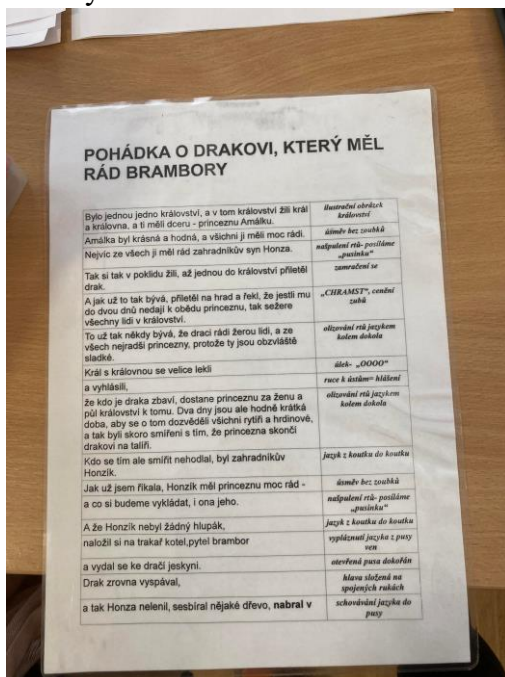 POHÁDKA O DRAKOVI, KTERÝ MĚL
RÁD BRAMBORY
Bylo jednou jedno království, a v tom království žili král
a královna, a ti měli dceru - princeznu Amálku.
ilustrační obrázek
království
Amálka byl krásná a hodná, a všichni ji měli moc rádi.
úsměv bez zoubků
Nejvíc ze všech ji měl rád zahradníkův syn Honza.
našpulení rtů- posíláme
„pusinku“
Tak si tak v poklidu žili, až jednou do království přiletěl
drak.
zamračení se
A jak už to tak bývá, přiletěl na hrad a řekl, že jestli mu
do dvou dnů nedají k obědu princeznu, tak sežere
všechny lidi v království.
„CHRAMST“, cenění
zubů
To už tak někdy bývá, že draci rádi žerou lidi, a ze
všech nejradši princezny, protože ty jsou obzvláště
sladké.
olizování rtů jazykem
kolem dokola
Král s královnou se velice lekli
úlek- „OOOO“
a vyhlásili,
ruce k ústům= hlášení
že kdo je draka zbaví, dostane princeznu za ženu a
půl království k tomu. Dva dny jsou ale hodně krátká
doba, aby se o tom dozvěděli všichni rytíři a hrdinové,
a tak byli skoro smířeni s tím, že princezna skončí
drakovi na talíři.
olizování rtů jazykem
kolem dokola
Kdo se tím ale smířit nehodlal, byl zahradníkův
Honzík.
jazyk z koutku do koutku
Jak už jsem říkala, Honzík měl princeznu moc rád -
úsměv bez zoubků
a co si budeme vykládat, i ona jeho.
našpulení rtů- posíláme
„pusinku“
A že Honzík nebyl žádný hlupák,
jazyk z koutku do koutku
naložil si na trakař kotel,pytel brambor
vypláznutí jazyka z pusy
ven
a vydal se ke dračí jeskyni.
otevřená pusa dokořán
Drak zrovna vyspával,
hlava složená na
spojených rukách
a tak Honza nelenil, sesbíral nějaké dřevo, nabral v
schovávání jazyka do
pusy